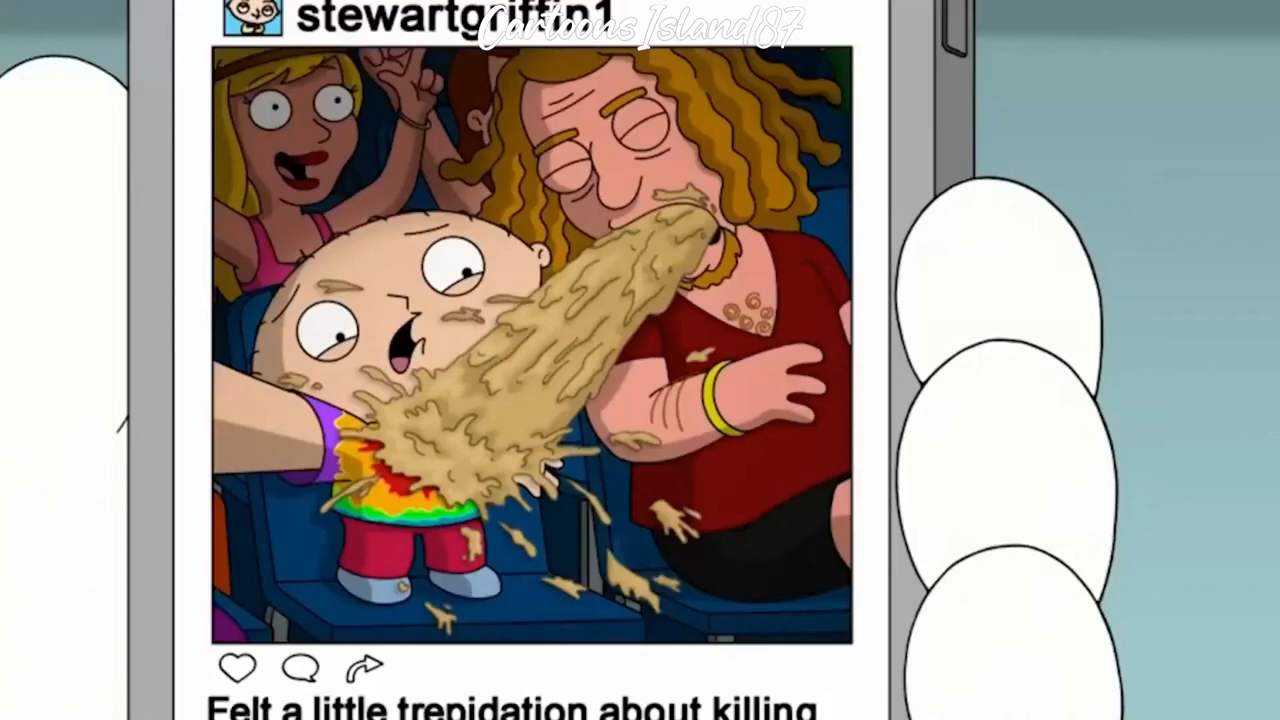 stewartgriffin1
Cartoons Island87
Felt a little trepidation about killing